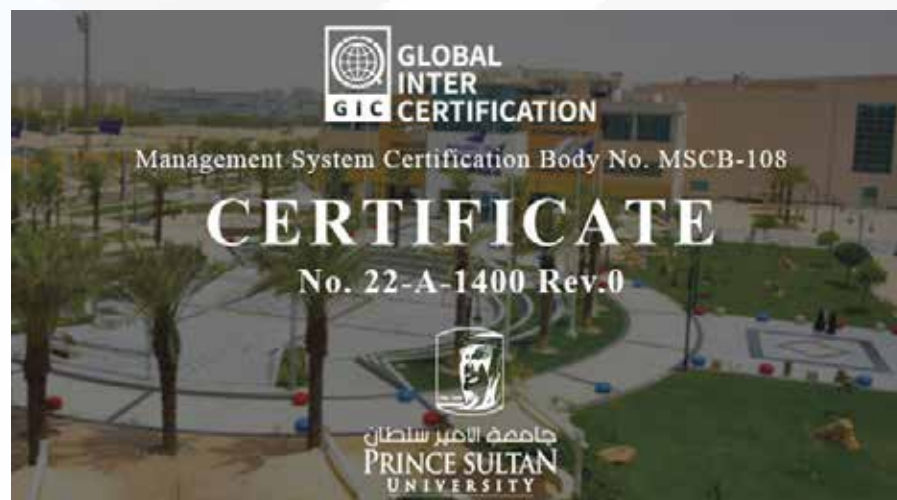 GLOBAL
INTER
CERTIFICATION
GIC
Management System Certification Body No. MSCB-108
CERTIFICATE
No. 22-A-1400 Rev.0
جامعة الأمير سلطان
PRINCE SULTAN
UNIVERSITY